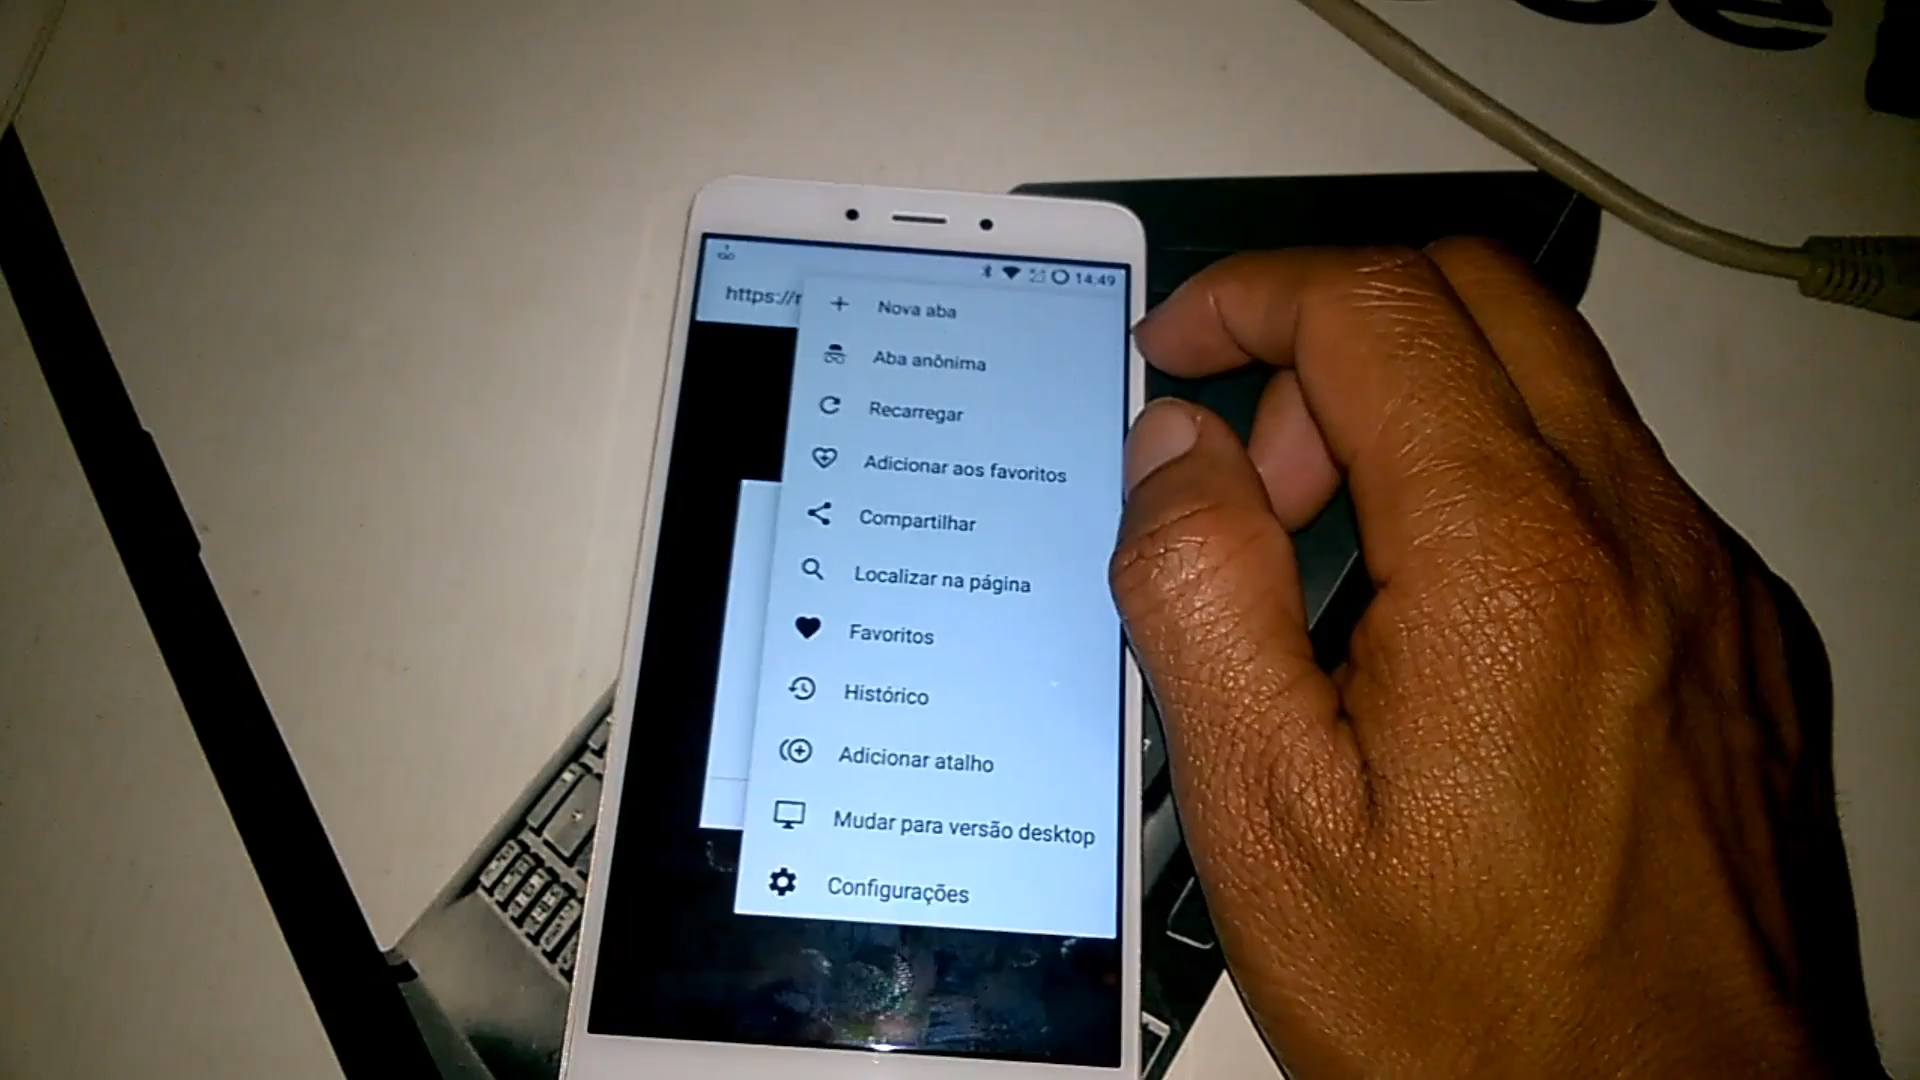 14:49
https://r
Nova aba
Aba anônima
Recarregar
Adicionar aos favoritos
Compartilhar
Localizar na página
Favoritos
Histórico
Adicionar atalho
Mudar para versão desktop
Configurações